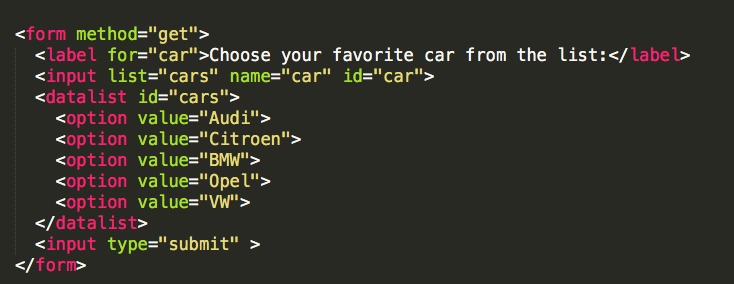 <form method="get">
<label for="car">Choose your favorite car from the list:</label>
<input list="cars" name="car" id="car">
<datalist id="cars">
<option value="Audi">
<option value="Citroen">
<option value="BMW">
<option value="Opel">
<option value="VW">
</datalist>
<input type="submit" >
</form>